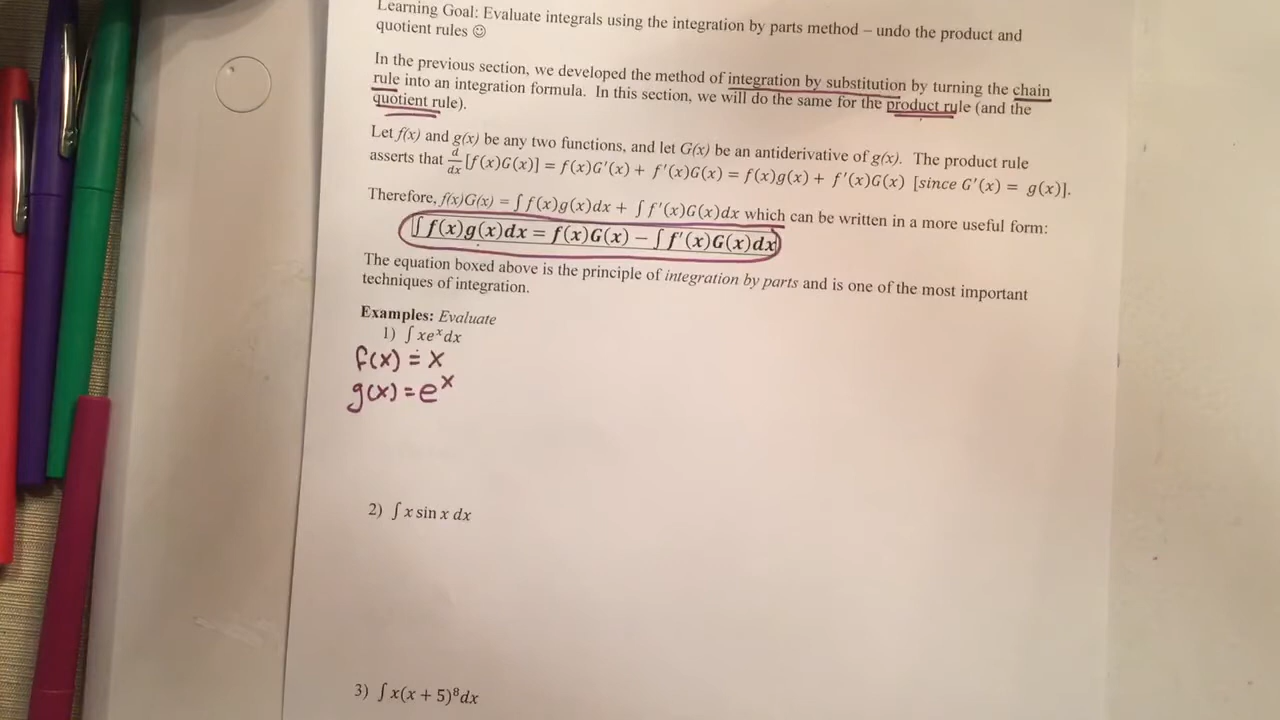 Learning Goal: Evaluate integrals using the integration by parts method – undo the product and
quotient rules ☺
In the previous section, we developed the method of integration by substitution by turning the chain
rule into an integration formula. In this section, we will do the same for the product rule (and the
quotient rule).
Let f(x) and g(x) be any two functions, and let G(x) be an antiderivative of g(x). The product rule
asserts that d/dx [f(x)G(x)] = f(x)G'(x) + f'(x)G(x) = f(x)g(x) + f'(x)G(x) [since G'(x) = g(x)].
Therefore, f(x)G(x) = ∫ f(x)g(x)dx + ∫ f'(x)G(x)dx which can be written in a more useful form:
∫ f(x)g(x)dx = f(x)G(x) − ∫ f'(x)G(x)dx
The equation boxed above is the principle of integration by parts and is one of the most important
techniques of integration.
Examples: Evaluate
1) ∫ xeˣdx
f(x) = x
g(x) = eˣ
2) ∫ x sin x dx
3) ∫ x(x + 5)⁸dx